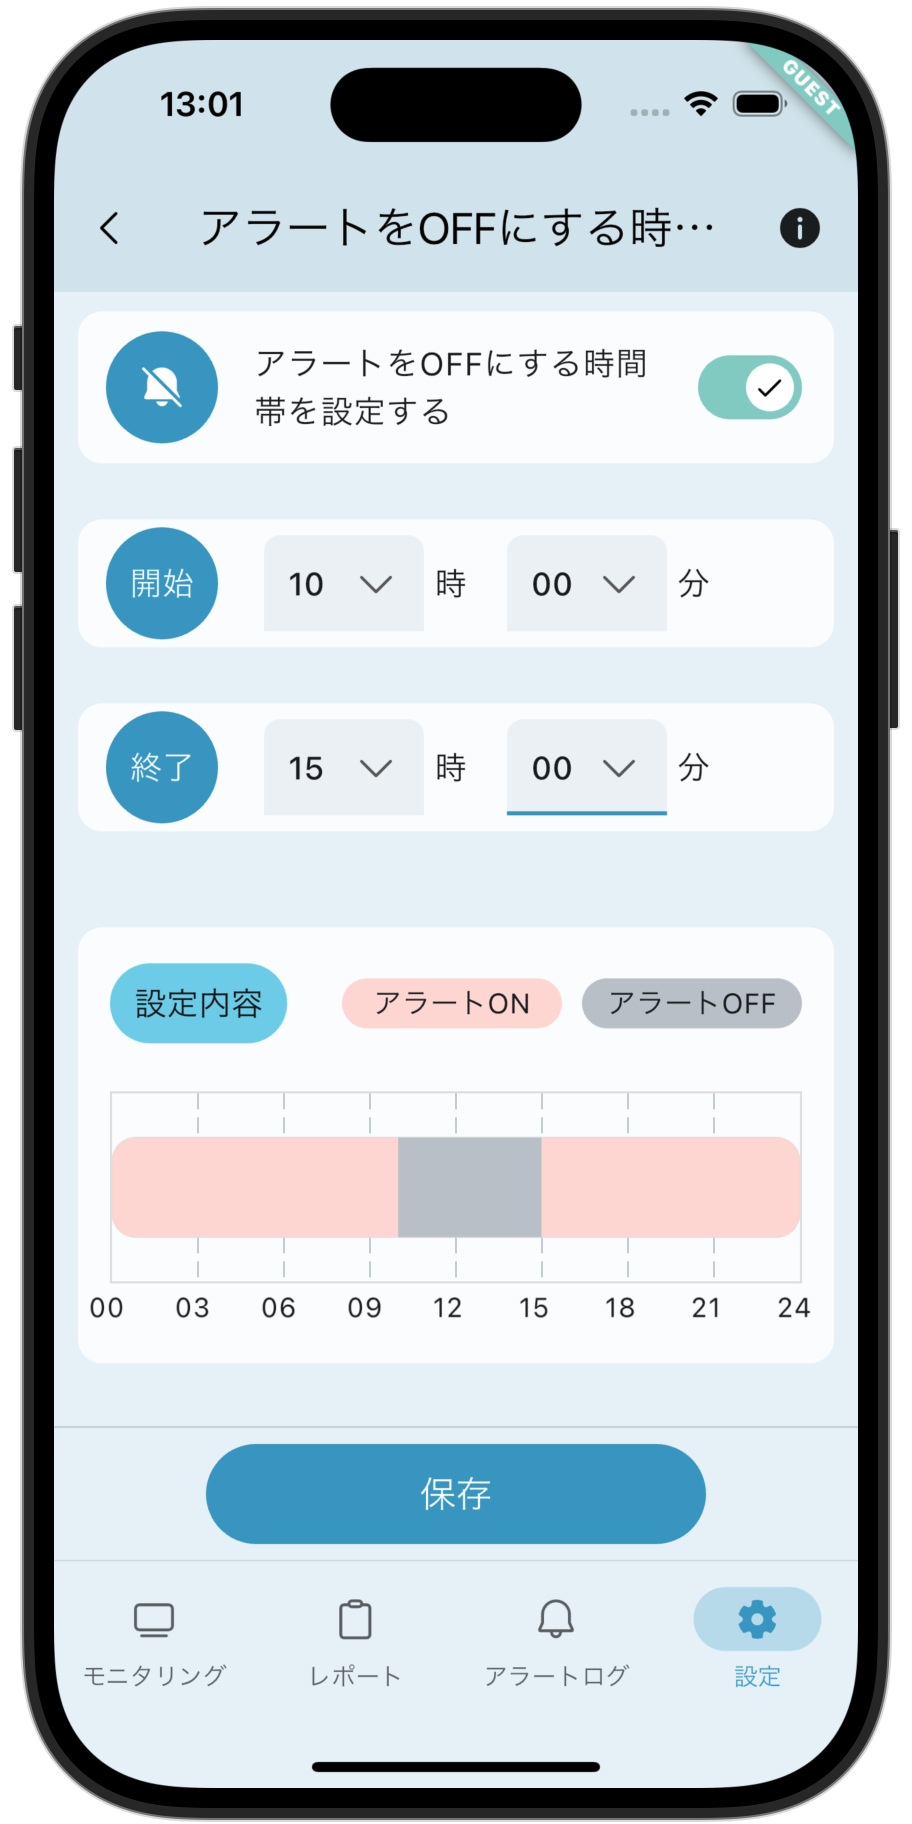 13:01
GUEST
アラートをOFFにする時…
アラートをOFFにする時間
帯を設定する
開始 10 時 00 分
終了 15 時 00 分
設定内容 アラートON アラートOFF
00 03 06 09 12 15 18 21 24
保存
モニタリング レポート アラートログ 設定